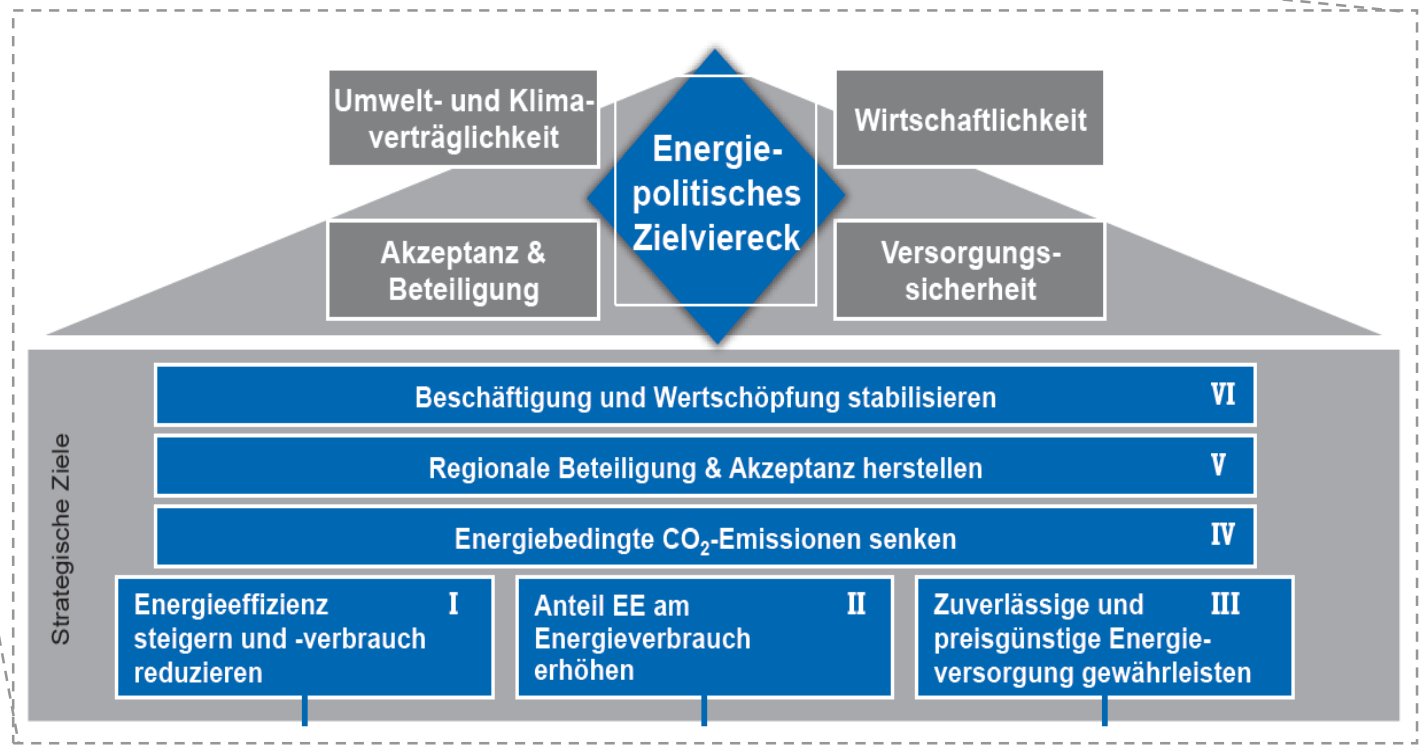 Umwelt- und Klima-
verträglichkeit
Wirtschaftlichkeit
Energie-
politisches
Zielviereck
Akzeptanz &
Beteiligung
Versorgungs-
sicherheit
Strategische Ziele
Beschäftigung und Wertschöpfung stabilisieren VI
Regionale Beteiligung & Akzeptanz herstellen V
Energiebedingte CO₂-Emissionen senken IV
Energieeffizienz I
steigern und -verbrauch
reduzieren
Anteil EE am II
Energieverbrauch
erhöhen
Zuverlässige und III
preisgünstige Energie-
versorgung gewährleisten